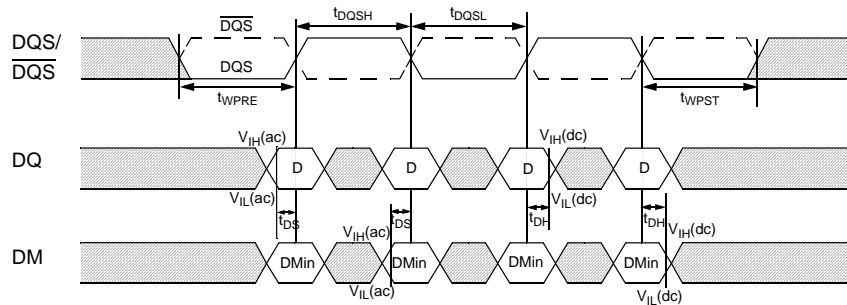 DQS/
DQS
DQS
DQS
tDQSH
tDQSL
tWPRE
tWPST
VIH(ac)
VIH(dc)
DQ
D
D
D
D
VIL(ac)
VIL(dc)
tDS
tDS
tDH
tDH
VIH(ac)
VIH(dc)
DM
DMin
DMin
DMin
DMin
VIL(ac)
VIL(dc)